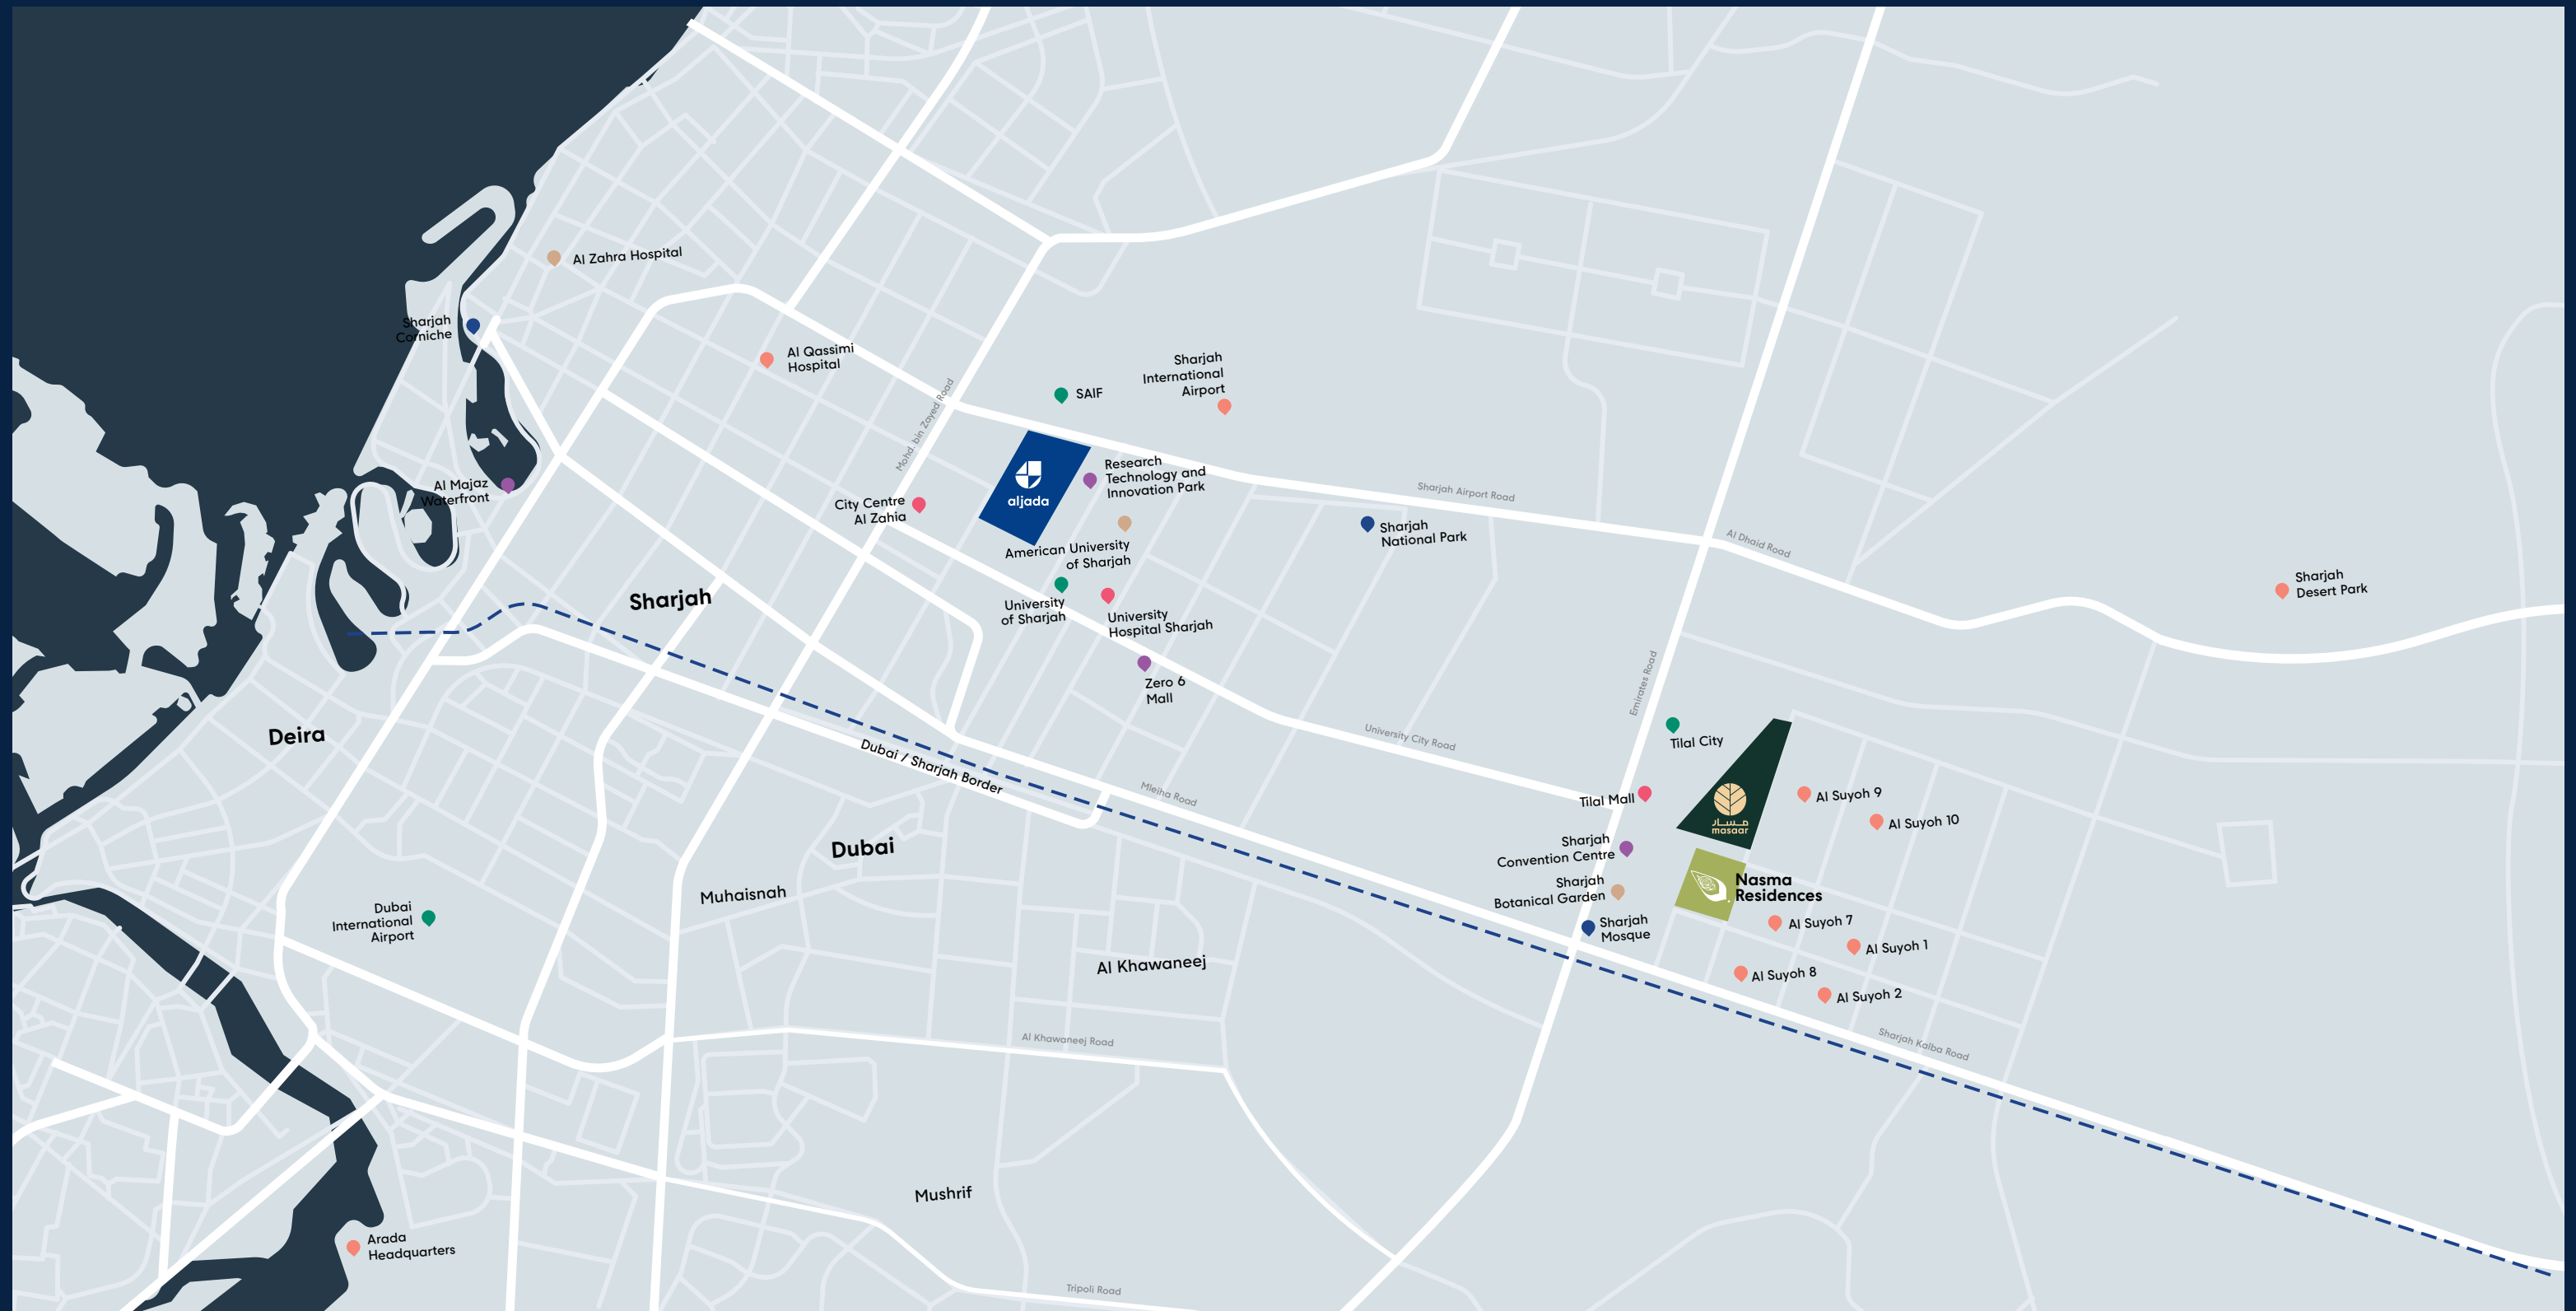 Al Zahra Hospital
Sharjah
Corniche
Al Qassimi
Hospital
Mohd. bin Zayed Road
SAIF
Sharjah
International
Airport
Al Majaz
Waterfront
City Centre
Al Zahia
aljada
Research
Technology and
Innovation Park
Sharjah Airport Road
Sharjah
National Park
Al Dhaid Road
American University
of Sharjah
Sharjah
Desert Park
Sharjah
University
of Sharjah
University
Hospital Sharjah
Zero 6
Mall
Emirates Road
Deira
Dubai / Sharjah Border
University City Road
Tilal City
Mleiha Road
Tilal Mall
مسار
masaar
Al Suyoh 9
Al Suyoh 10
Dubai
Sharjah
Convention Centre
Muhaisnah
Sharjah
Botanical Garden
Nasma
Residences
Dubai
International
Airport
Sharjah
Mosque
Al Suyoh 7
Al Suyoh 1
Al Khawaneej
Al Suyoh 8
Al Suyoh 2
Al Khawaneej Road
Sharjah Kalba Road
Mushrif
Arada
Headquarters
Tripoli Road